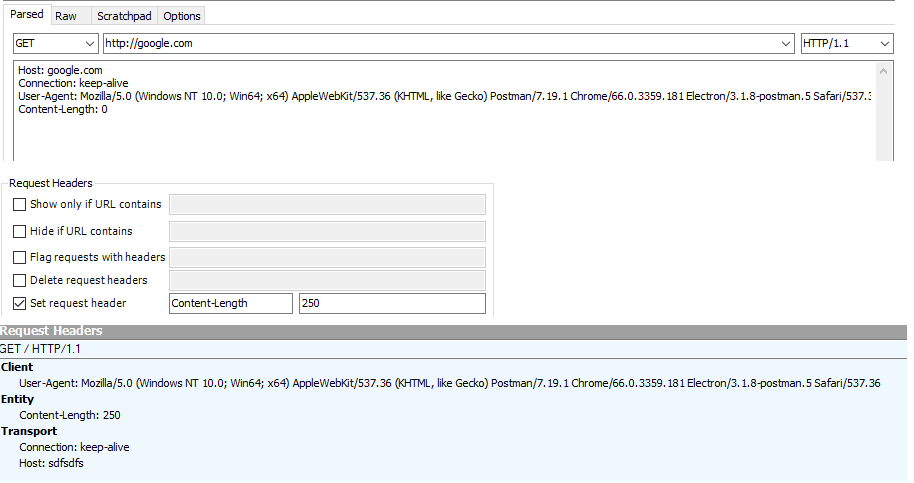 Parsed Raw Scratchpad Options
GET http://google.com HTTP/1.1
Host: google.com
Connection: keep-alive
User-Agent: Mozilla/5.0 (Windows NT 10.0; Win64; x64) AppleWebKit/537.36 (KHTML, like Gecko) Postman/7.19.1 Chrome/66.0.3359.181 Electron/3.1.8-postman.5 Safari/537.3
Content-Length: 0
Request Headers
Show only if URL contains
Hide if URL contains
Flag requests with headers
Delete request headers
Set request header Content-Length 250
Request Headers
GET / HTTP/1.1
Client
User-Agent: Mozilla/5.0 (Windows NT 10.0; Win64; x64) AppleWebKit/537.36 (KHTML, like Gecko) Postman/7.19.1 Chrome/66.0.3359.181 Electron/3.1.8-postman.5 Safari/537.36
Entity
Content-Length: 250
Transport
Connection: keep-alive
Host: sdfsdfs